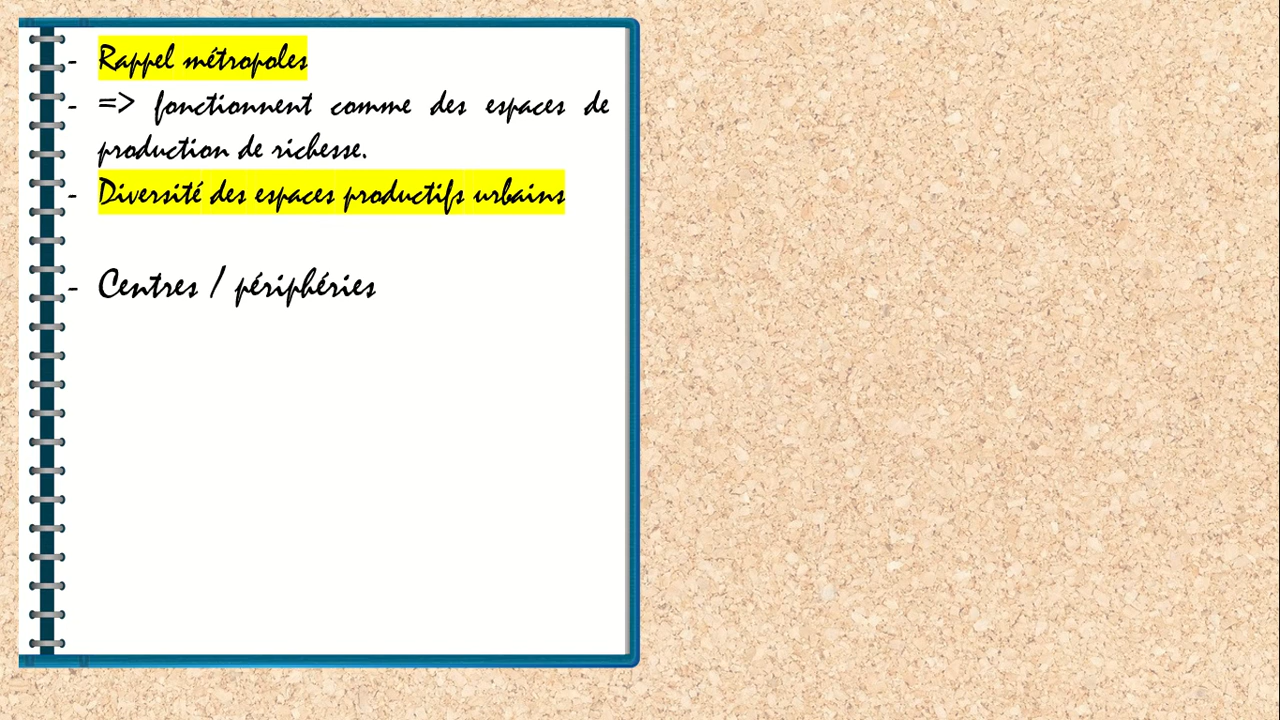 - Rappel métropoles
- => fonctionnent comme des espaces de
production de richesse.
- Diversité des espaces productifs urbains
- Centres / périphéries